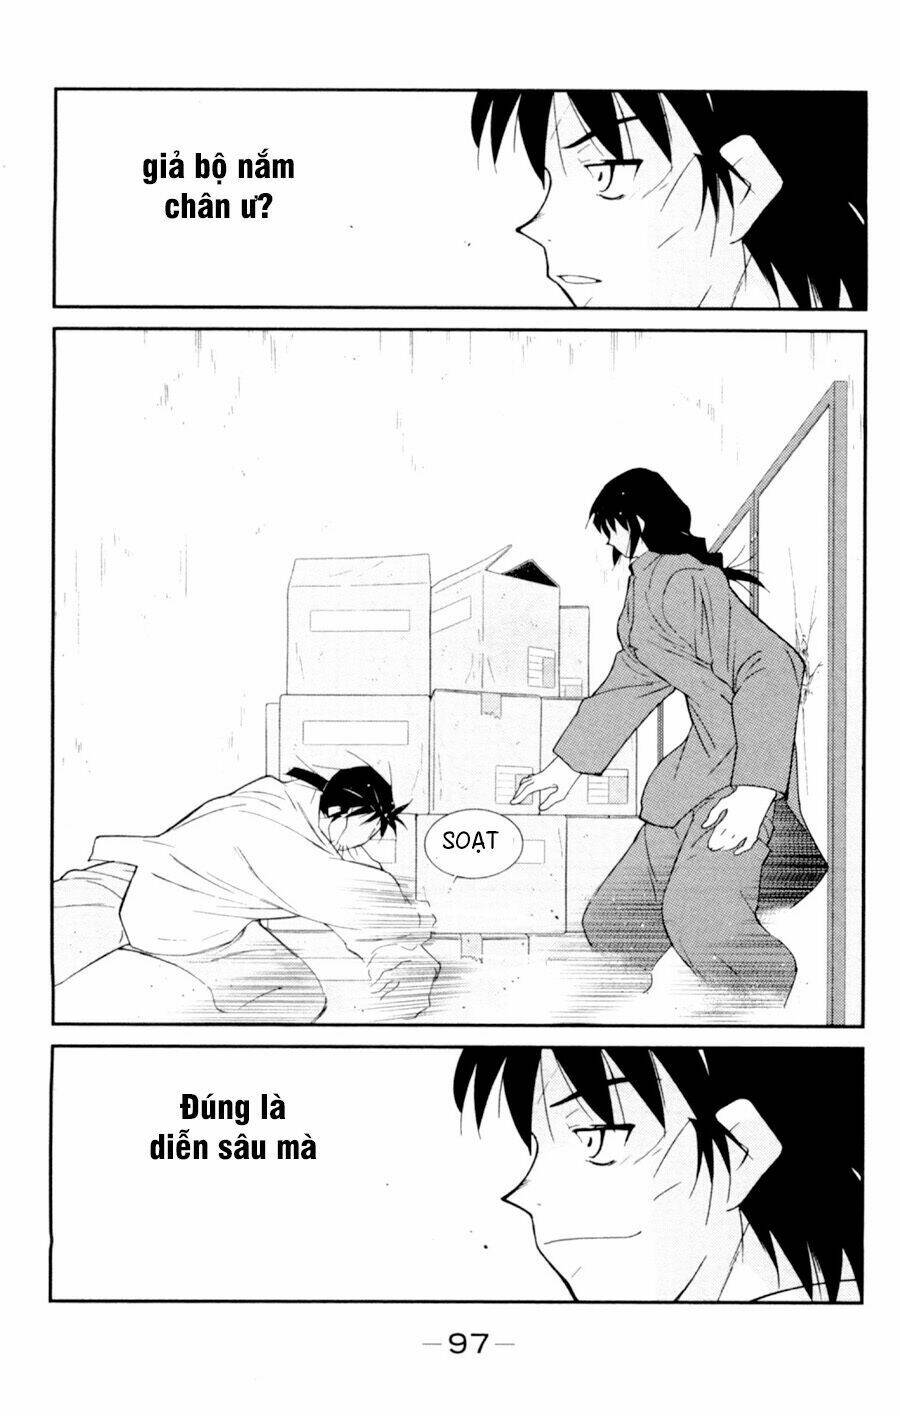 giả bộ nắm
chân ư?
SOẠT
Đúng là
diễn sâu mà
-97-